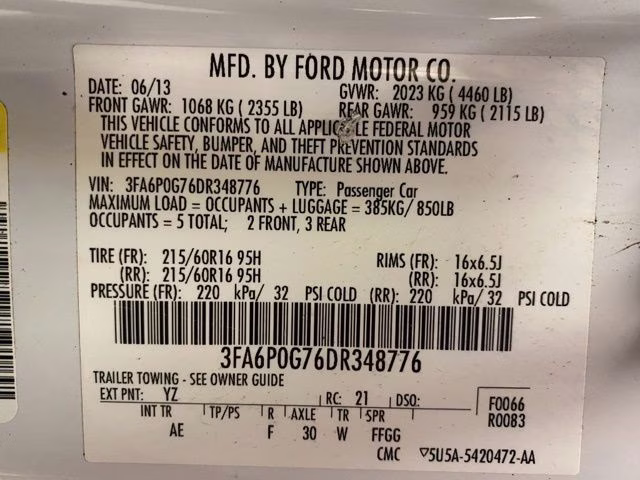 MFD. BY FORD MOTOR CO.
DATE: 06/13 GVWR: 2023 KG ( 4460 LB)
FRONT GAWR: 1068 KG ( 2355 LB) REAR GAWR: 959 KG ( 2115 LB)
THIS VEHICLE CONFORMS TO ALL APPLICABLE FEDERAL MOTOR
VEHICLE SAFETY, BUMPER, AND THEFT PREVENTION STANDARDS
IN EFFECT ON THE DATE OF MANUFACTURE SHOWN ABOVE.
VIN: 3FA6P0G76DR348776 TYPE: Passenger Car
MAXIMUM LOAD = OCCUPANTS + LUGGAGE = 385KG/ 850LB
OCCUPANTS = 5 TOTAL; 2 FRONT, 3 REAR
TIRE (FR): 215/60R16 95H RIMS (FR): 16x6.5J
(RR): 215/60R16 95H (RR): 16x6.5J
PRESSURE (FR): 220 kPa/ 32 PSI COLD (RR): 220 kPa/ 32 PSI COLD
3FA6P0G76DR348776
TRAILER TOWING - SEE OWNER GUIDE
EXT PNT: YZ RC: 21 DSO: F0066
R0083
INT TR TP/PS R AXLE TR SPR
AE F 30 W FFGG
CMC ▽5U5A-5420472-AA